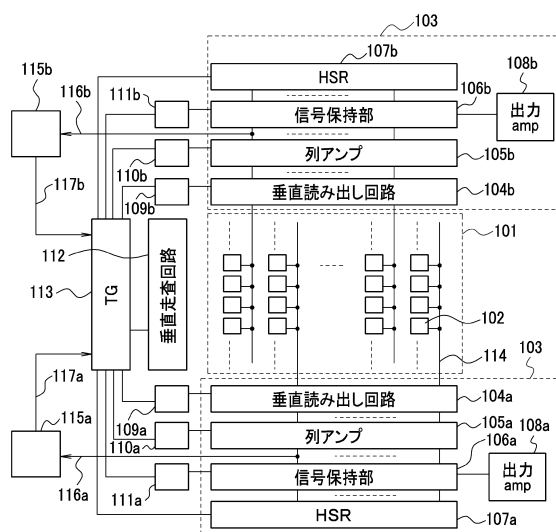 103
107b
HSR
115b
111b
106b
108b
116b
信号保持部
出力
amp
110b
列アンプ
105b
117b
109b
垂直読み出し回路
104b
101
112
113
TG
垂直走査回路
102
114
117a
103
115a
109a
垂直読み出し回路
104a
110a
列アンプ
105a
106a
108a
116a
111a
信号保持部
出力
amp
HSR
107a